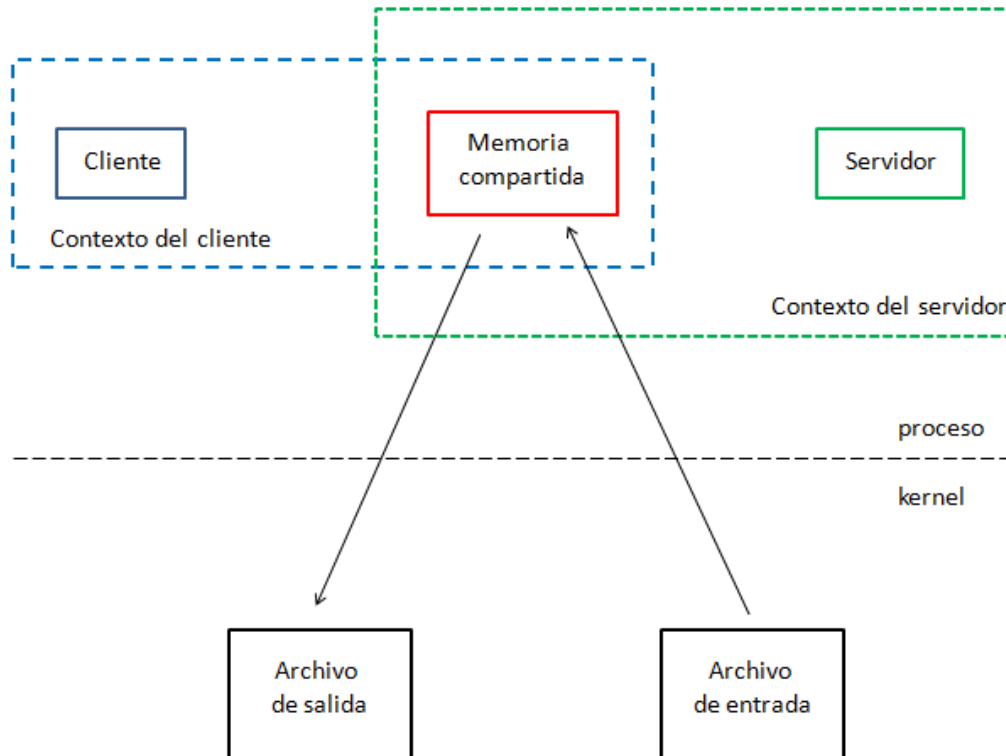 Cliente
Memoria
compartida
Servidor
Contexto del cliente
Contexto del servidor
proceso
kernel
Archivo
de salida
Archivo
de entrada